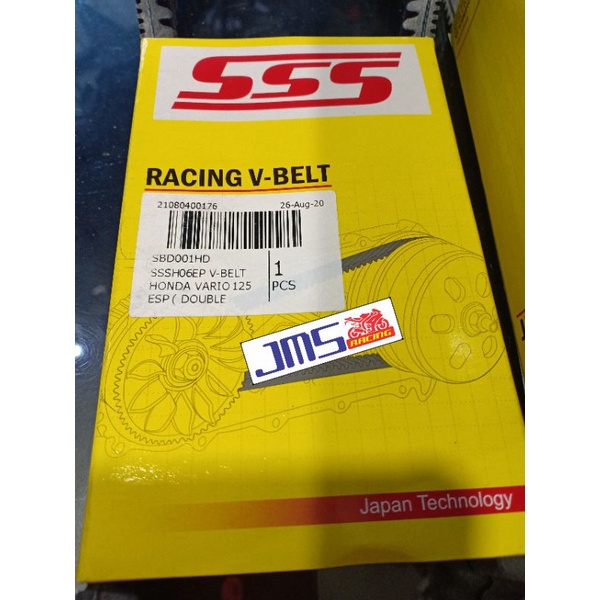 SSS
RACING V-BELT
21080400176 26-Aug-20
SBD001HD
SSSH06EP V-BELT 1
HONDA VARIO 125 PCS
ESP ( DOUBLE
JMS
RACING
Japan Technology